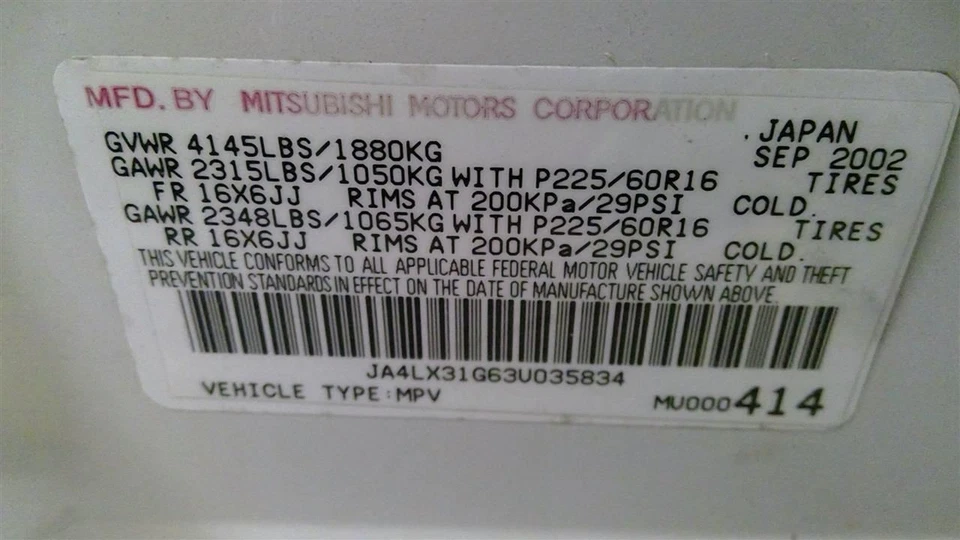 MFD. BY MITSUBISHI MOTORS CORPORATION
. JAPAN
GVWR 4145LBS/1880KG SEP 2002
GAWR 2315LBS/1050KG WITH P225/60R16 TIRES
FR 16X6JJ RIMS AT 200KPa/29PSI COLD.
GAWR 2348LBS/1065KG WITH P225/60R16 TIRES
RR 16X6JJ RIMS AT 200KPa/29PSI COLD.
THIS VEHICLE CONFORMS TO ALL APPLICABLE FEDERAL MOTOR VEHICLE SAFETY AND THEFT
PREVENTION STANDARDS IN EFFECT ON THE DATE OF MANUFACTURE SHOWN ABOVE.
JA4LX31G63U035834
VEHICLE TYPE:MPV MU000414